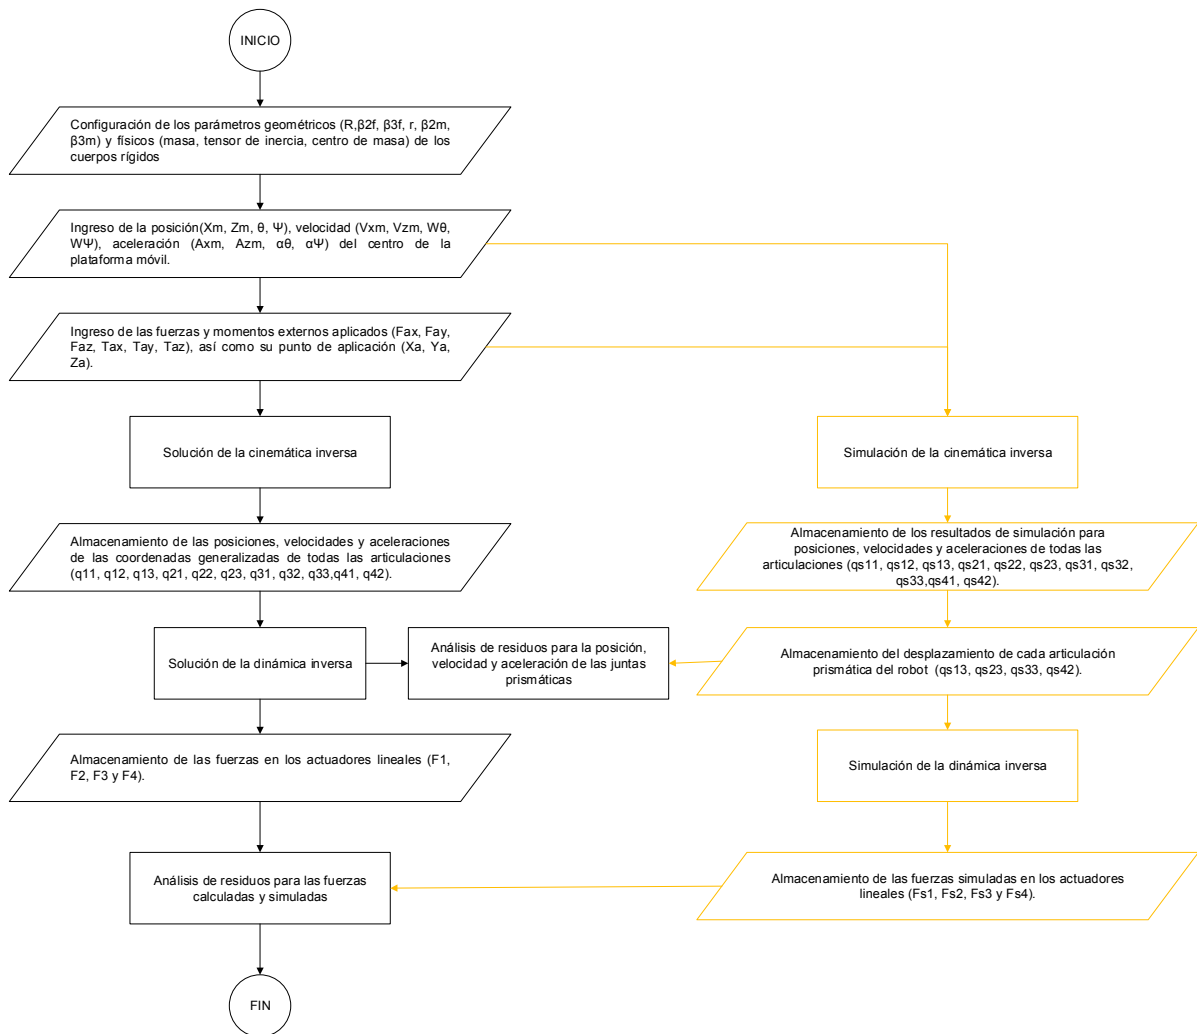 INICIO
Configuración de los parámetros geométricos (R,β2f, β3f, r, β2m,
β3m) y físicos (masa, tensor de inercia, centro de masa) de los
cuerpos rígidos
Ingreso de la posición(Xm, Zm, θ, Ψ), velocidad (Vxm, Vzm, Wθ,
WΨ), aceleración (Axm, Azm, αθ, αΨ) del centro de la
plataforma móvil.
Ingreso de las fuerzas y momentos externos aplicados (Fax, Fay,
Faz, Tax, Tay, Taz), así como su punto de aplicación (Xa, Ya,
Za).
Solución de la cinemática inversa
Simulación de la cinemática inversa
Almacenamiento de las posiciones, velocidades y aceleraciones
de las coordenadas generalizadas de todas las articulaciones
(q11, q12, q13, q21, q22, q23, q31, q32, q33,q41, q42).
Almacenamiento de los resultados de simulación para
posiciones, velocidades y aceleraciones de todas las
articulaciones (qs11, qs12, qs13, qs21, qs22, qs23, qs31, qs32,
qs33,qs41, qs42).
Solución de la dinámica inversa
Análisis de residuos para la posición,
velocidad y aceleración de las juntas
prismáticas
Almacenamiento del desplazamiento de cada articulación
prismática del robot  (qs13, qs23, qs33, qs42).
Almacenamiento de las fuerzas en los actuadores lineales (F1,
F2, F3 y F4).
Simulación de la dinámica inversa
Análisis de residuos para las fuerzas
calculadas y simuladas
Almacenamiento de las fuerzas simuladas en los actuadores
lineales (Fs1, Fs2, Fs3 y Fs4).
FIN